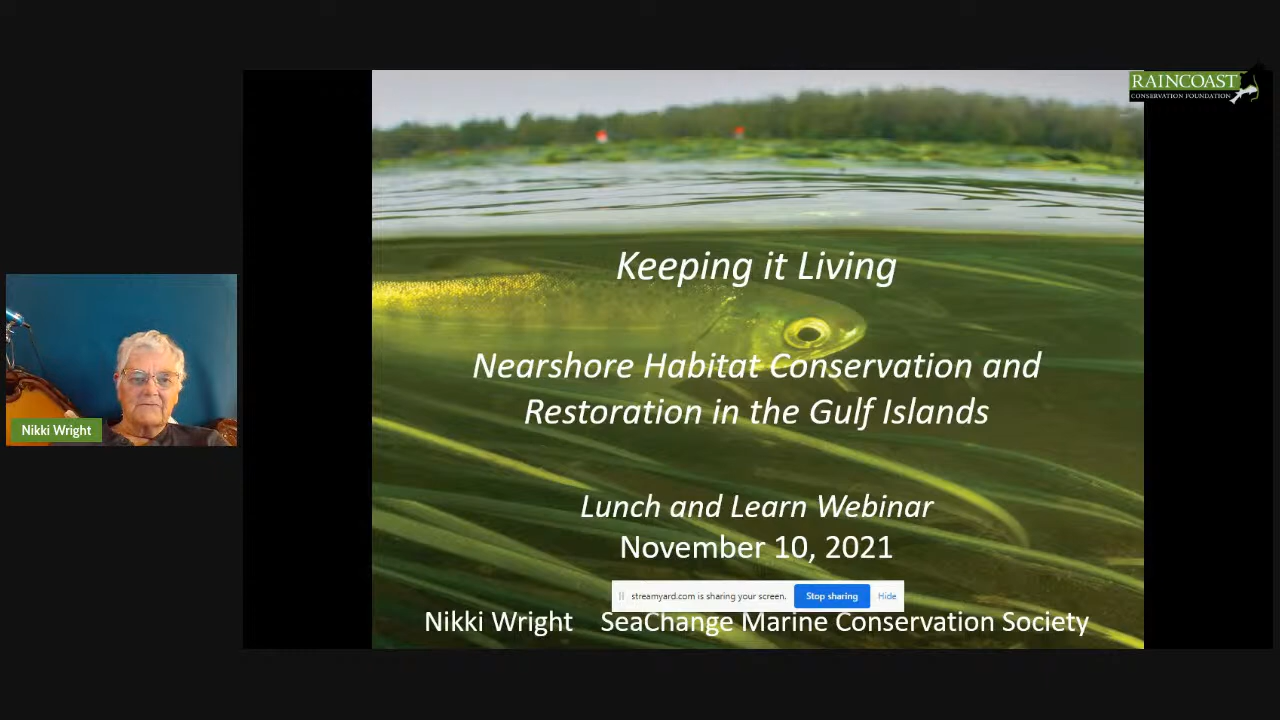 RAINCOAST
CONSERVATION FOUNDATION
Keeping it Living
Nearshore Habitat Conservation and
Restoration in the Gulf Islands
Lunch and Learn Webinar
November 10, 2021
streamyard.com is sharing your screen.
Stop sharing
Hide
Nikki Wright SeaChange Marine Conservation Society
Nikki Wright